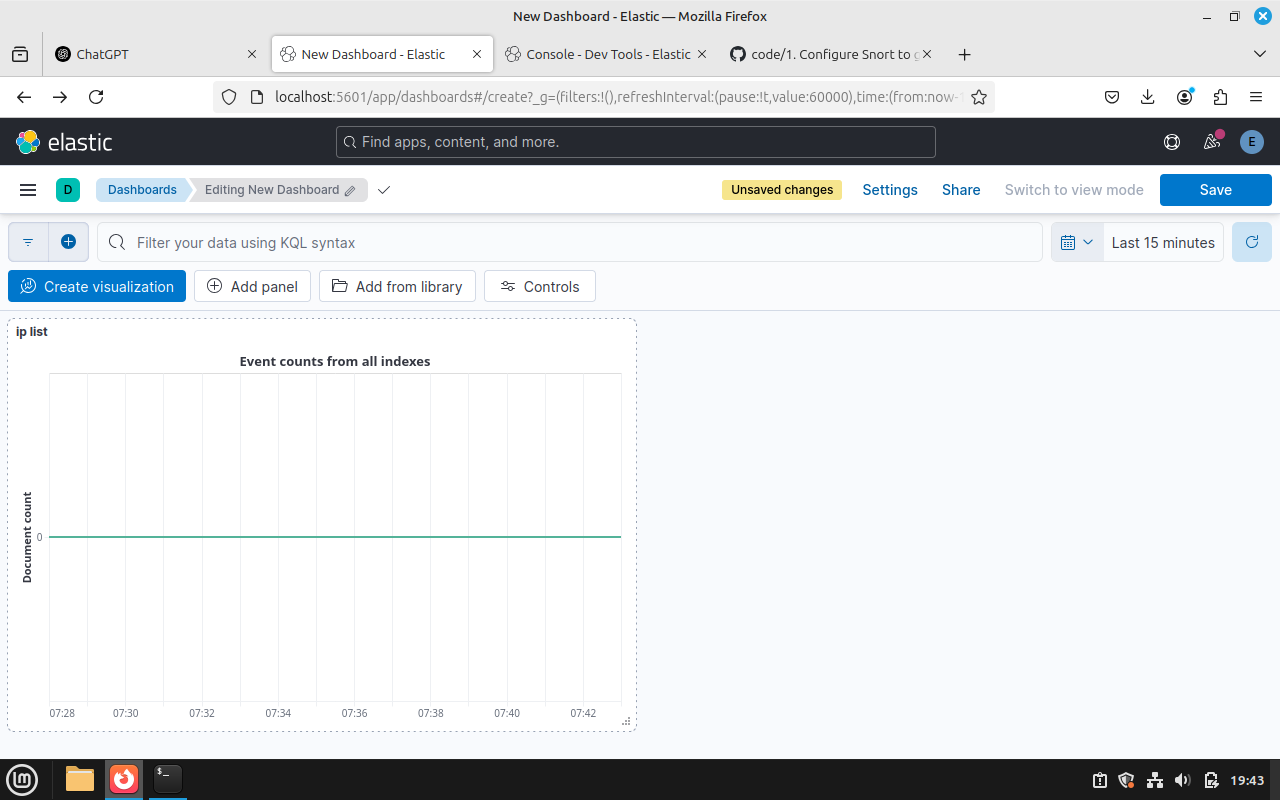 New Dashboard - Elastic — Mozilla Firefox
ChatGPT
New Dashboard - Elastic
Console - Dev Tools - Elastic
code/1. Configure Snort to g
localhost:5601/app/dashboards#/create?_g=(filters:!(),refreshInterval:(pause:!t,value:60000),time:(from:now-1
elastic
Find apps, content, and more.
E
D
Dashboards
Editing New Dashboard
Unsaved changes
Settings
Share
Switch to view mode
Save
Filter your data using KQL syntax
Last 15 minutes
Create visualization
Add panel
Add from library
Controls
ip list
Event counts from all indexes
Document count
0
07:28 07:30 07:32 07:34 07:36 07:38 07:40 07:42
19:43